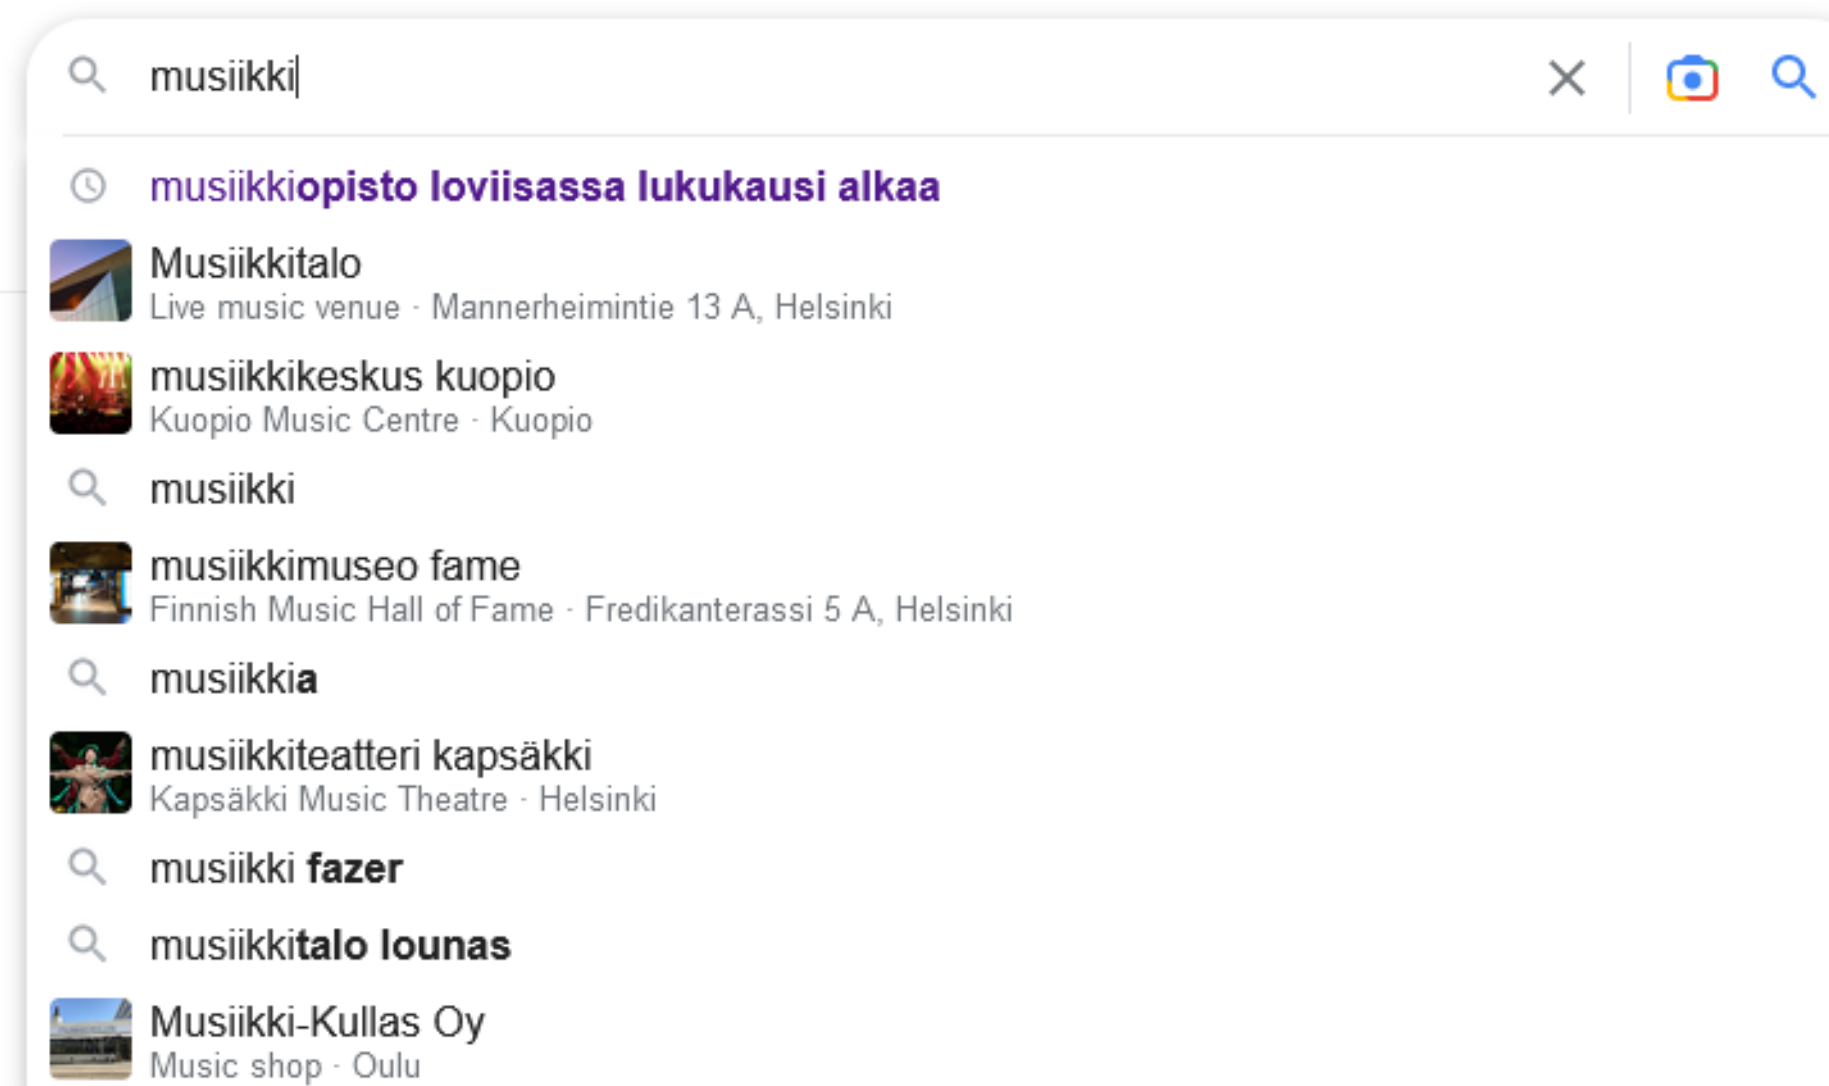 musiikki
musiikkiopisto loviisassa lukukausi alkaa
Musiikkitalo
Live music venue · Mannerheimintie 13 A, Helsinki
musiikkikeskus kuopio
Kuopio Music Centre · Kuopio
musiikki
musiikkimuseo fame
Finnish Music Hall of Fame · Fredikanterassi 5 A, Helsinki
musiikkia
musiikkiteatteri kapsäkki
Kapsäkki Music Theatre · Helsinki
musiikki fazer
musiikkitalo lounas
Musiikki-Kullas Oy
Music shop · Oulu